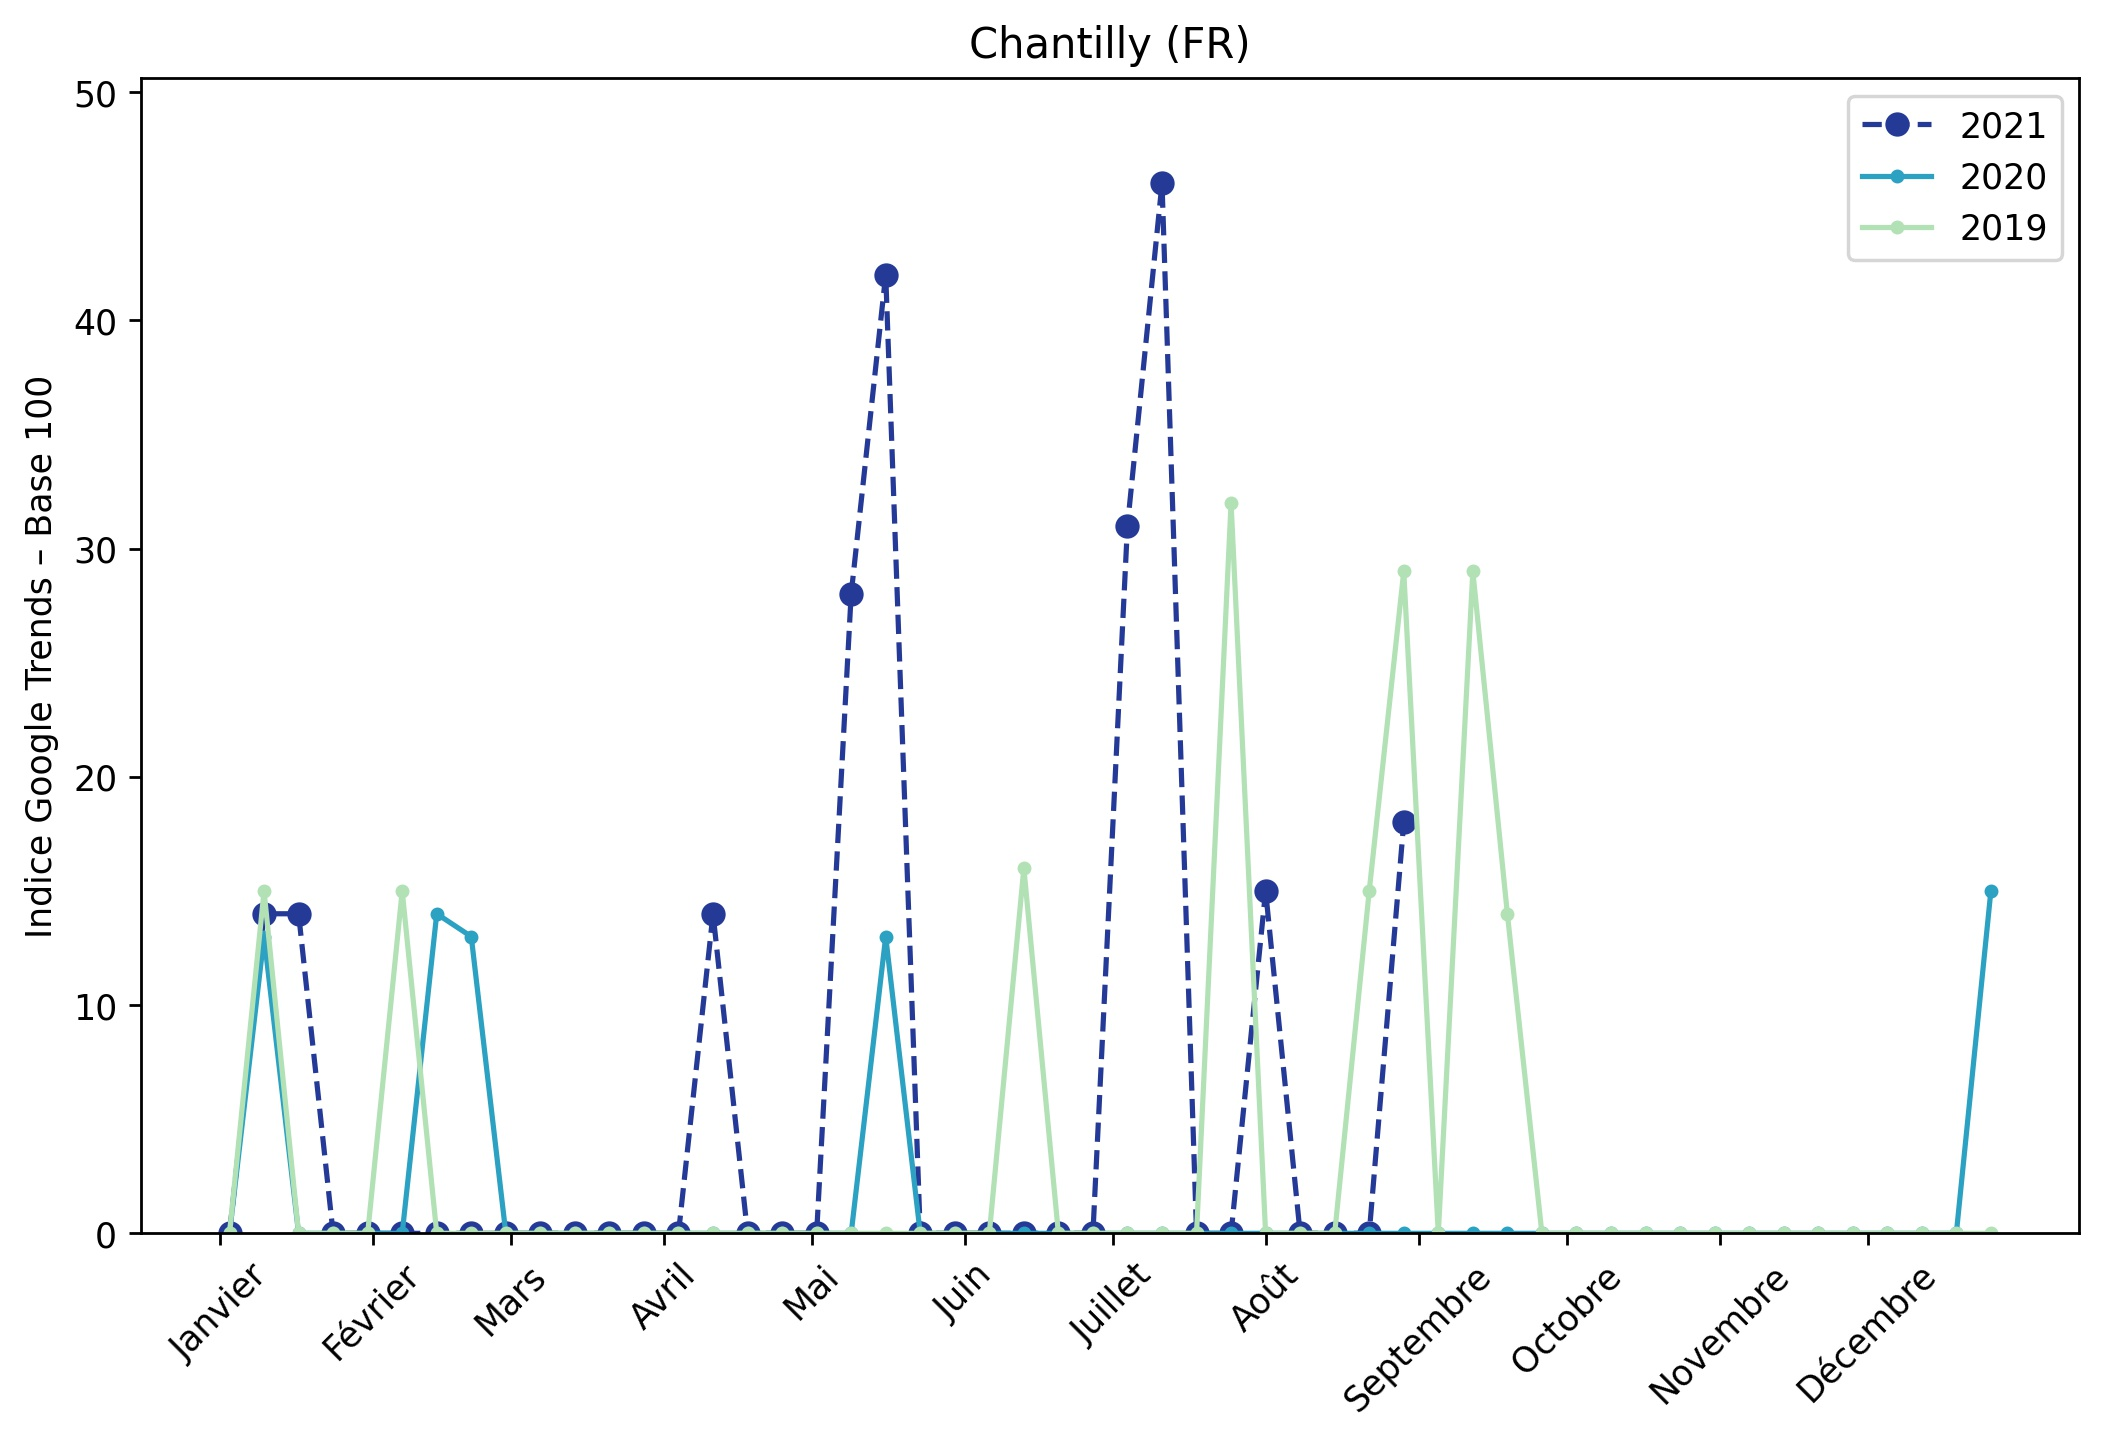 Chantilly (FR)
50
40
30
20
10
0
Indice Google Trends – Base 100
2021
2020
2019
Janvier
Février
Mars
Avril
Mai
Juin
Juillet
Août
Septembre
Octobre
Novembre
Décembre